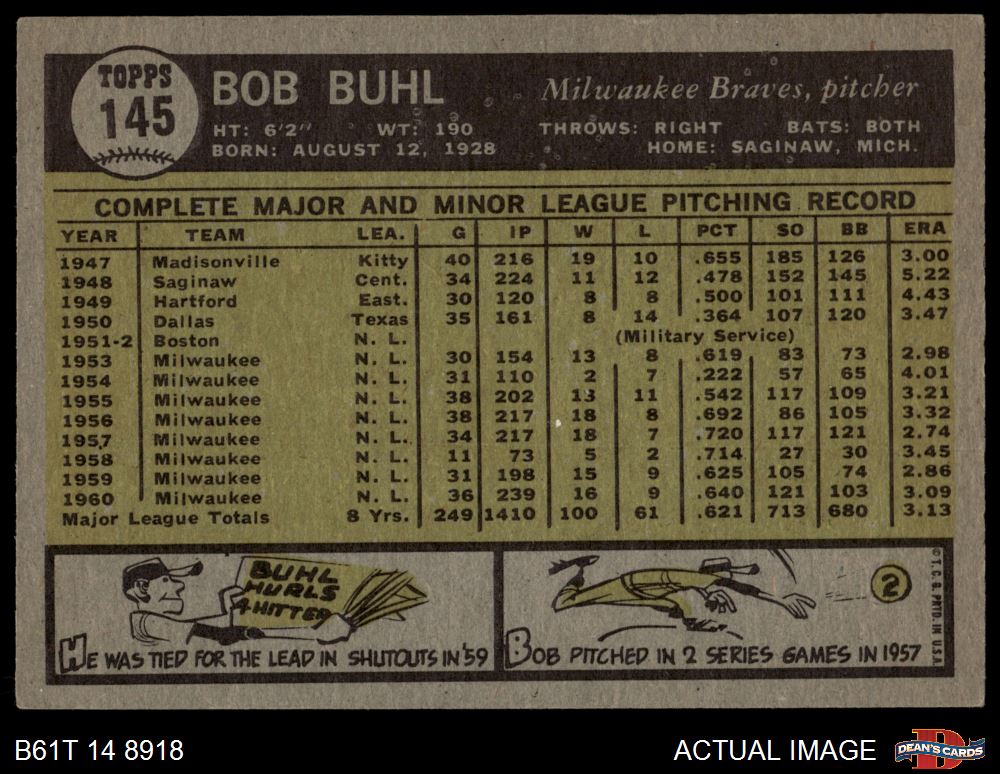 TOPPS
145
BOB BUHL
Milwaukee Braves, pitcher
HT: 6'2" WT: 190 THROWS: RIGHT BATS: BOTH
BORN: AUGUST 12, 1928 HOME: SAGINAW, MICH.
COMPLETE MAJOR AND MINOR LEAGUE PITCHING RECORD
YEAR TEAM LEA. G IP W L PCT SO BB ERA
1947 Madisonville Kitty 40 216 19 10 .655 185 126 3.00
1948 Saginaw Cent. 34 224 11 12 .478 152 145 5.22
1949 Hartford East. 30 120 8 8 .500 101 111 4.43
1950 Dallas Texas 35 161 8 14 .364 107 120 3.47
1951-2 Boston N. L. (Military Service)
1953 Milwaukee N. L. 30 154 13 8 .619 83 73 2.98
1954 Milwaukee N. L. 31 110 2 7 .222 57 65 4.01
1955 Milwaukee N. L. 38 202 13 11 .542 117 109 3.21
1956 Milwaukee N. L. 38 217 18 8 .692 86 105 3.32
1957 Milwaukee N. L. 34 217 18 7 .720 117 121 2.74
1958 Milwaukee N. L. 11 73 5 2 .714 27 30 3.45
1959 Milwaukee N. L. 31 198 15 9 .625 105 74 2.86
1960 Milwaukee N. L. 36 239 16 9 .640 121 103 3.09
Major League Totals 8 Yrs. 249 1410 100 61 .621 713 680 3.13
BUHL
HURLS
4 HITTER
HE WAS TIED FOR THE LEAD IN SHUTOUTS IN '59
2
BOB PITCHED IN 2 SERIES GAMES IN 1957
© T. C. G. PRTD. IN U.S.A.
B61T 14 8918
ACTUAL IMAGE
D
DEAN'S CARDS